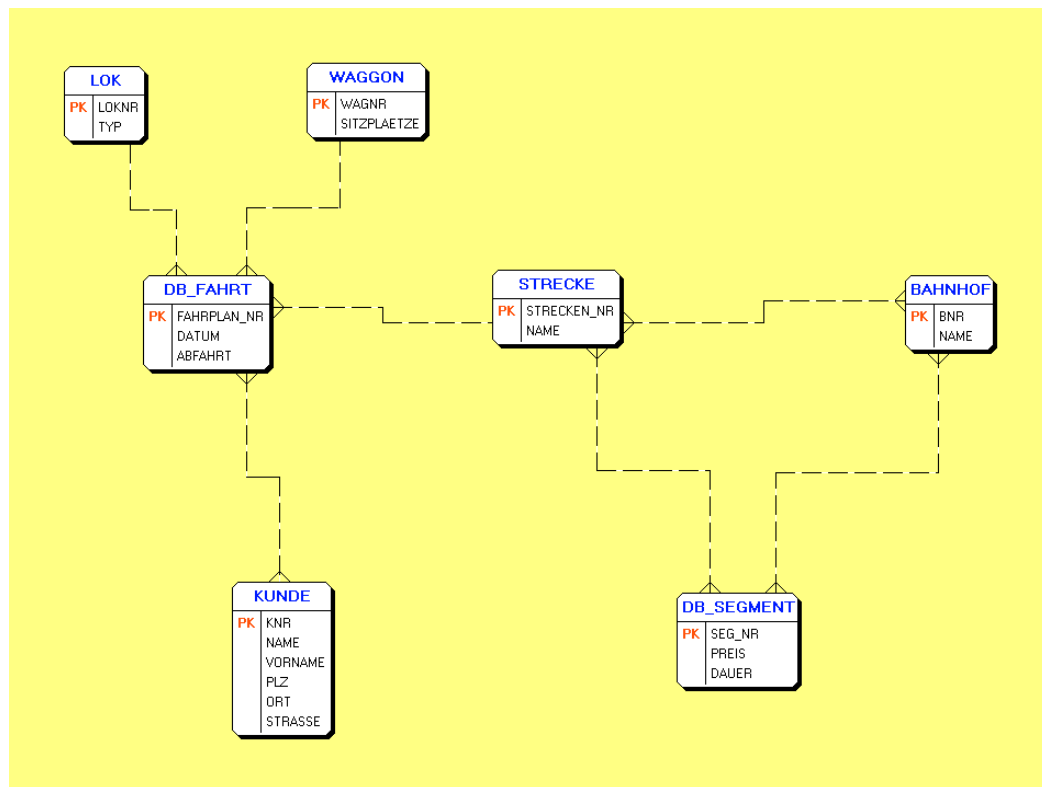 LOK
PK LOKNR
TYP
WAGGON
PK WAGNR
SITZPLAETZE
DB_FAHRT
PK FAHRPLAN_NR
DATUM
ABFAHRT
STRECKE
PK STRECKEN_NR
NAME
BAHNHOF
PK BNR
NAME
KUNDE
PK KNR
NAME
VORNAME
PLZ
ORT
STRASSE
DB_SEGMENT
PK SEG_NR
PREIS
DAUER